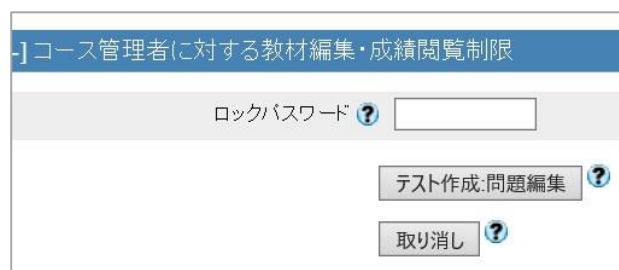 -]コース管理者に対する教材編集・成績閲覧制限
ロックパスワード ?
テスト作成:問題編集 ?
取り消し ?